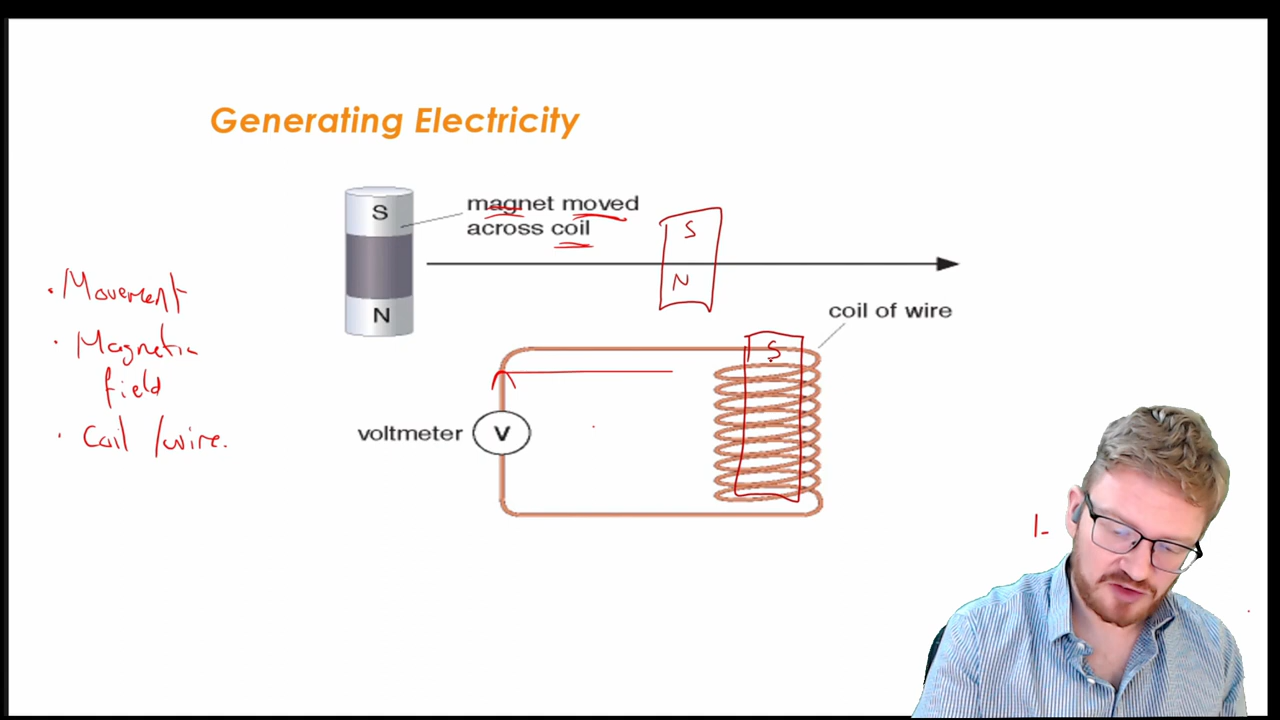 Generating Electricity
S
N
magnet moved
across coil
S
N
coil of wire
• Movement
• Magnetic
field
• Coil /wire.
S
voltmeter
V